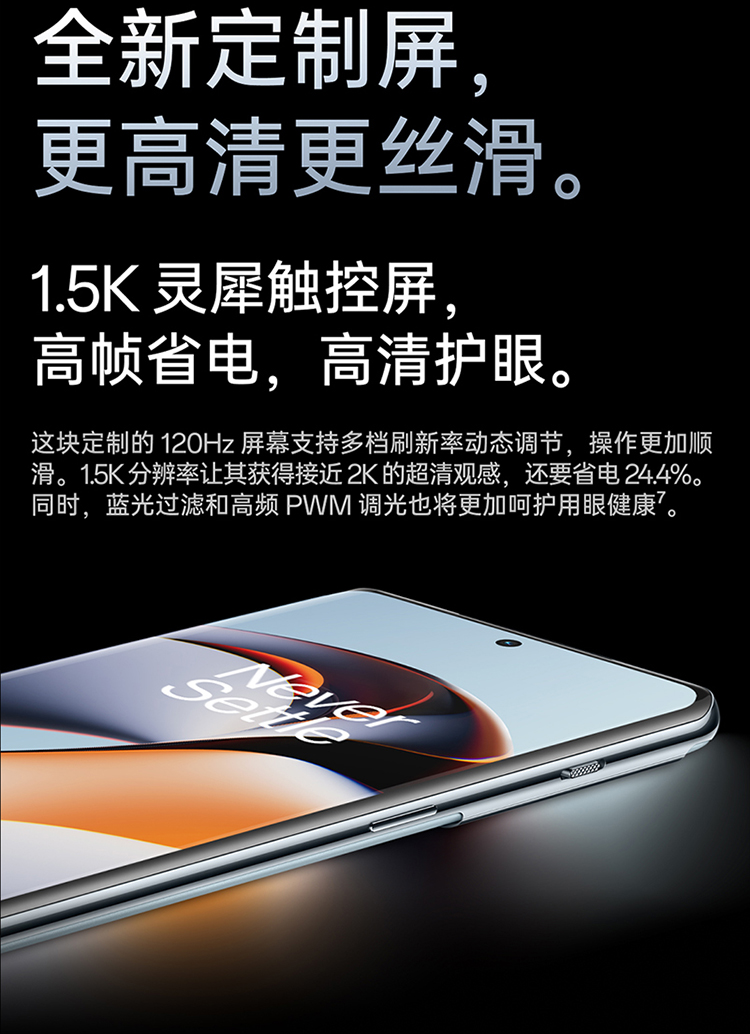 全新定制屏，
更高清更丝滑。
1.5K 灵犀触控屏，
高帧省电，高清护眼。
这块定制的 120Hz 屏幕支持多档刷新率动态调节，操作更加顺
滑。1.5K 分辨率让其获得接近 2K 的超清观感，还要省电 24.4%。
同时，蓝光过滤和高频 PWM 调光也将更加呵护用眼健康⁷。
Never
Settle